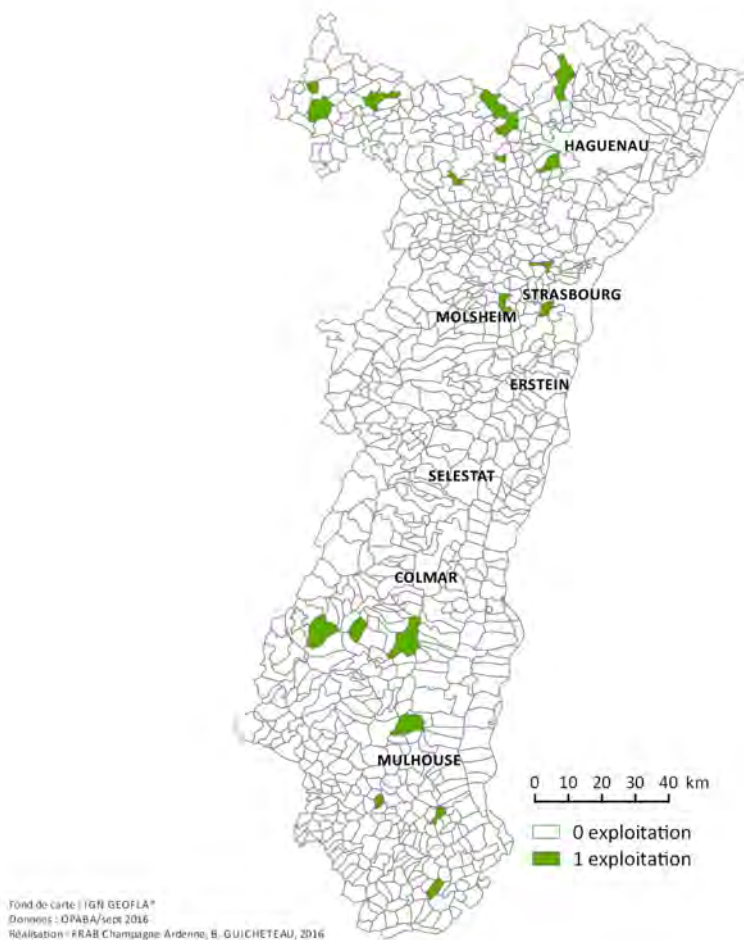 HAGUENAU
STRASBOURG
MOLSHEIM
ERSTEIN
SELESTAT
COLMAR
MULHOUSE
0 10 20 30 40 km
0 exploitation
1 exploitation
Fond de carte : IGN GEOFLA®
Donnees : OPABA/sept 2016
Réalisation : FRAB Champagne Ardenne, B. GUICHETEAU, 2016